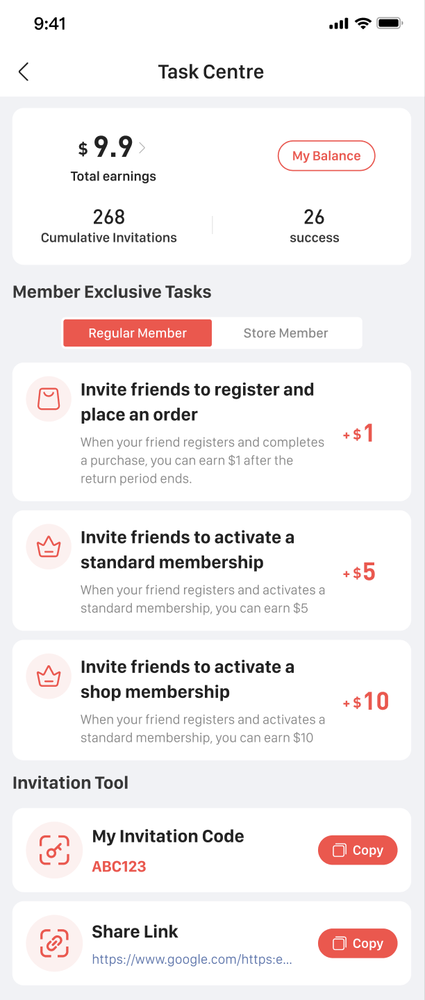 9:41
Task Centre
$ 9.9
My Balance
Total earnings
268
26
Cumulative Invitations
success
Member Exclusive Tasks
Regular Member
Store Member
Invite friends to register and
place an order
When your friend registers and completes
a purchase, you can earn $1 after the
return period ends.
+$1
Invite friends to activate a
standard membership
When your friend registers and activates a
standard membership, you can earn $5
+$5
Invite friends to activate a
shop membership
When your friend registers and activates a
standard membership, you can earn $10
+$10
Invitation Tool
My Invitation Code
ABC123
Copy
Share Link
https://www.google.com/https:e...
Copy